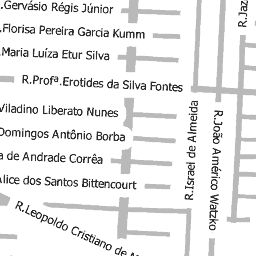 .Gervásio Régis Júnior
.Florisa Pereira Garcia Kumm
.Maria Luíza Etur Silva
R.Profª.Erotides da Silva Fontes
Viladino Liberato Nunes
Domingos Antônio Borba
a de Andrade Corrêa
Alice dos Santos Bittencourt
R.Leopoldo Cristiano de
R.Israel de Almeida
R.João Américo Watzko
R.Jaz